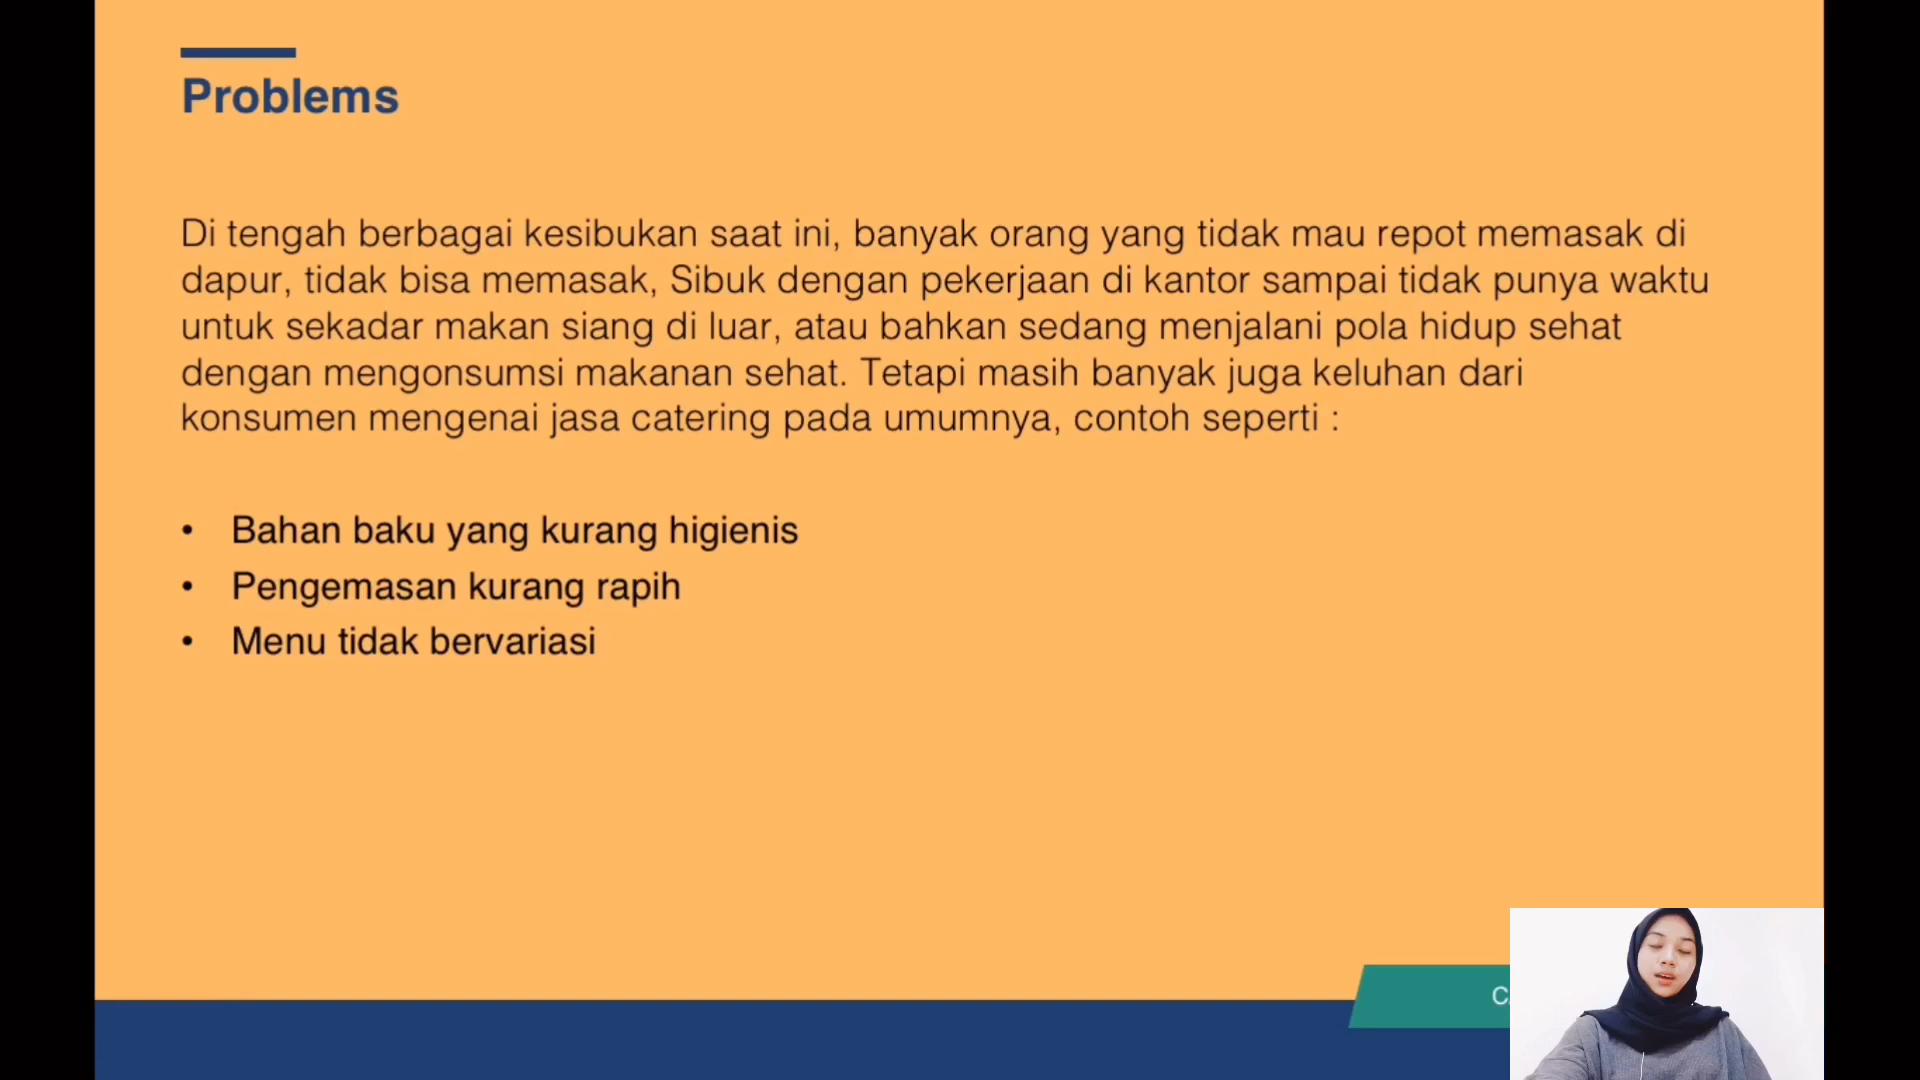 Problems
Di tengah berbagai kesibukan saat ini, banyak orang yang tidak mau repot memasak di
dapur, tidak bisa memasak, Sibuk dengan pekerjaan di kantor sampai tidak punya waktu
untuk sekadar makan siang di luar, atau bahkan sedang menjalani pola hidup sehat
dengan mengonsumsi makanan sehat. Tetapi masih banyak juga keluhan dari
konsumen mengenai jasa catering pada umumnya, contoh seperti :
• Bahan baku yang kurang higienis
• Pengemasan kurang rapih
• Menu tidak bervariasi